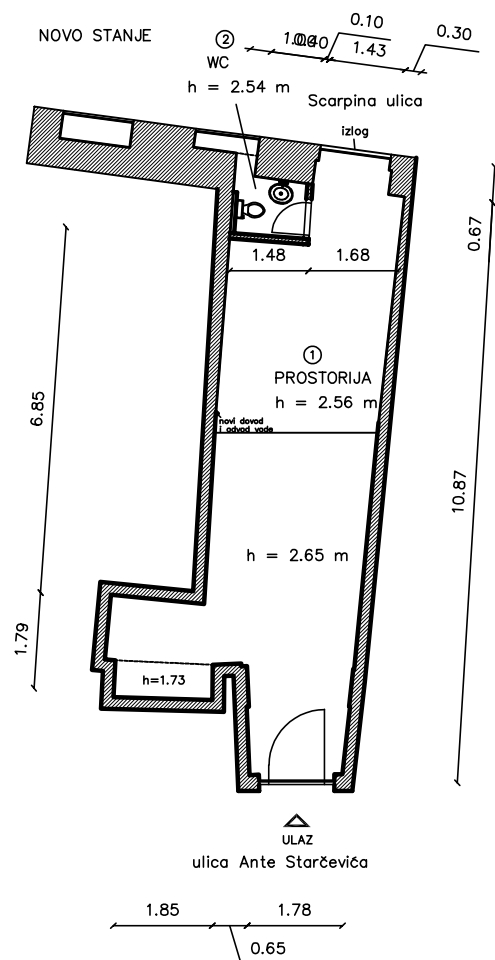 NOVO STANJE
②
WC
h = 2.54 m
1.43
0.10
0.30
Scarpina ulica
izlog
0.67
1.48
1.68
①
PROSTORIJA
h = 2.56 m
novi dovod
i odvod vode
6.85
10.87
h = 2.65 m
1.79
h=1.73
ULAZ
ulica Ante Starčevića
1.85
1.78
0.65